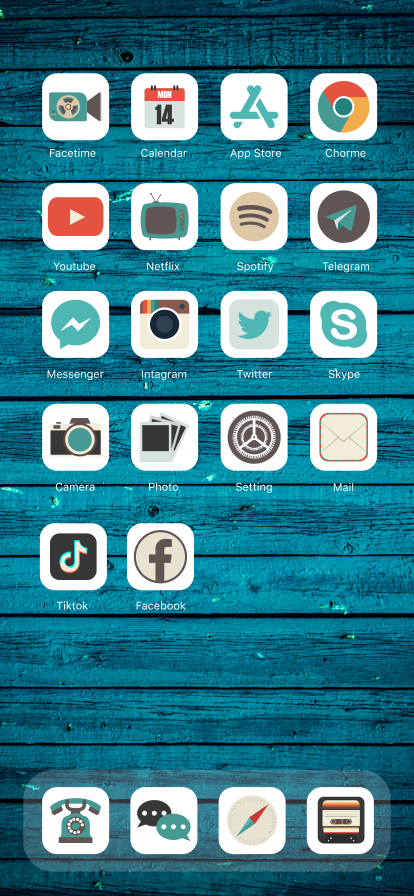 MON
14
Facetime Calendar App Store Chorme
Youtube Netflix Spotify Telegram
Messenger Intagram Twitter Skype
Camera Photo Setting Mail
Tiktok Facebook